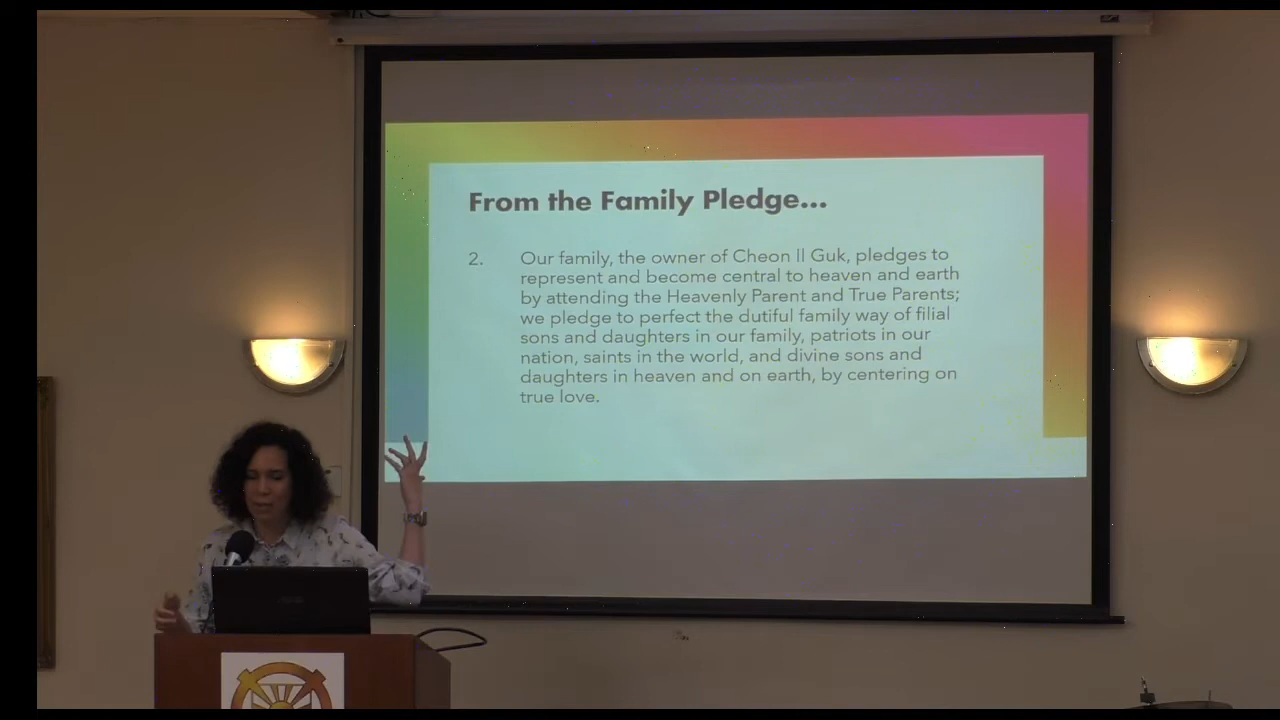 From the Family Pledge...
2. Our family, the owner of Cheon Il Guk, pledges to
represent and become central to heaven and earth
by attending the Heavenly Parent and True Parents;
we pledge to perfect the dutiful family way of filial
sons and daughters in our family, patriots in our
nation, saints in the world, and divine sons and
daughters in heaven and on earth, by centering on
true love.